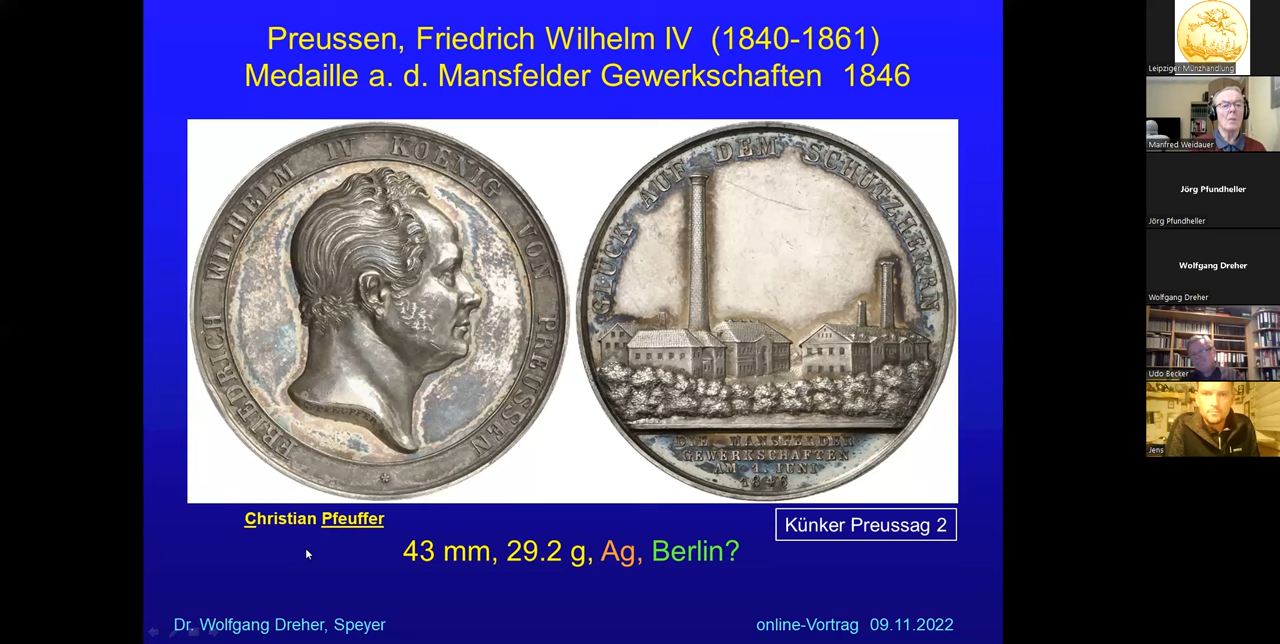 Preussen, Friedrich Wilhelm IV (1840-1861)
Medaille a. d. Mansfelder Gewerkschaften 1846
FRIEDRICH WILHELM IV KOENIG VON PREUSSEN
GLÜCK AUF DEM SCHUTZHERRN
DIE MANSFELDER
GEWERKSCHAFTEN
AM 1. JUNI
1846
Christian Pfeuffer
Künker Preussag 2
43 mm, 29.2 g, Ag, Berlin?
Dr. Wolfgang Dreher, Speyer
online-Vortrag 09.11.2022
Leipziger Münzhandlung
Manfred Weidauer
Jörg Pfundheller
Jörg Pfundheller
Wolfgang Dreher
Wolfgang Dreher
Udo Becker
Jens